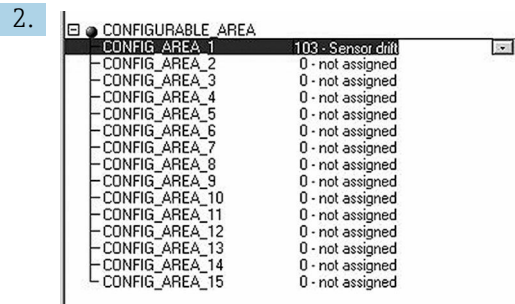 2.
CONFIGURABLE_AREA
CONFIG_AREA_1 103 - Sensor drift
CONFIG_AREA_2 0 - not assigned
CONFIG_AREA_3 0 - not assigned
CONFIG_AREA_4 0 - not assigned
CONFIG_AREA_5 0 - not assigned
CONFIG_AREA_6 0 - not assigned
CONFIG_AREA_7 0 - not assigned
CONFIG_AREA_8 0 - not assigned
CONFIG_AREA_9 0 - not assigned
CONFIG_AREA_10 0 - not assigned
CONFIG_AREA_11 0 - not assigned
CONFIG_AREA_12 0 - not assigned
CONFIG_AREA_13 0 - not assigned
CONFIG_AREA_14 0 - not assigned
CONFIG_AREA_15 0 - not assigned